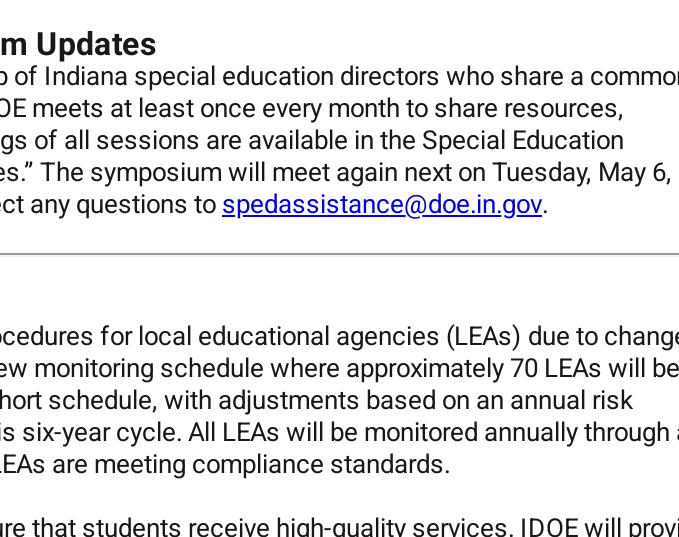 m Updates
of Indiana special education directors who share a common
OE meets at least once every month to share resources,
gs of all sessions are available in the Special Education
es.” The symposium will meet again next on Tuesday, May 6,
ect any questions to spedassistance@doe.in.gov.
ocedures for local educational agencies (LEAs) due to change
ew monitoring schedule where approximately 70 LEAs will be
hort schedule, with adjustments based on an annual risk
is six-year cycle. All LEAs will be monitored annually through a
LEAs are meeting compliance standards.
ure that students receive high-quality services, IDOE will provi